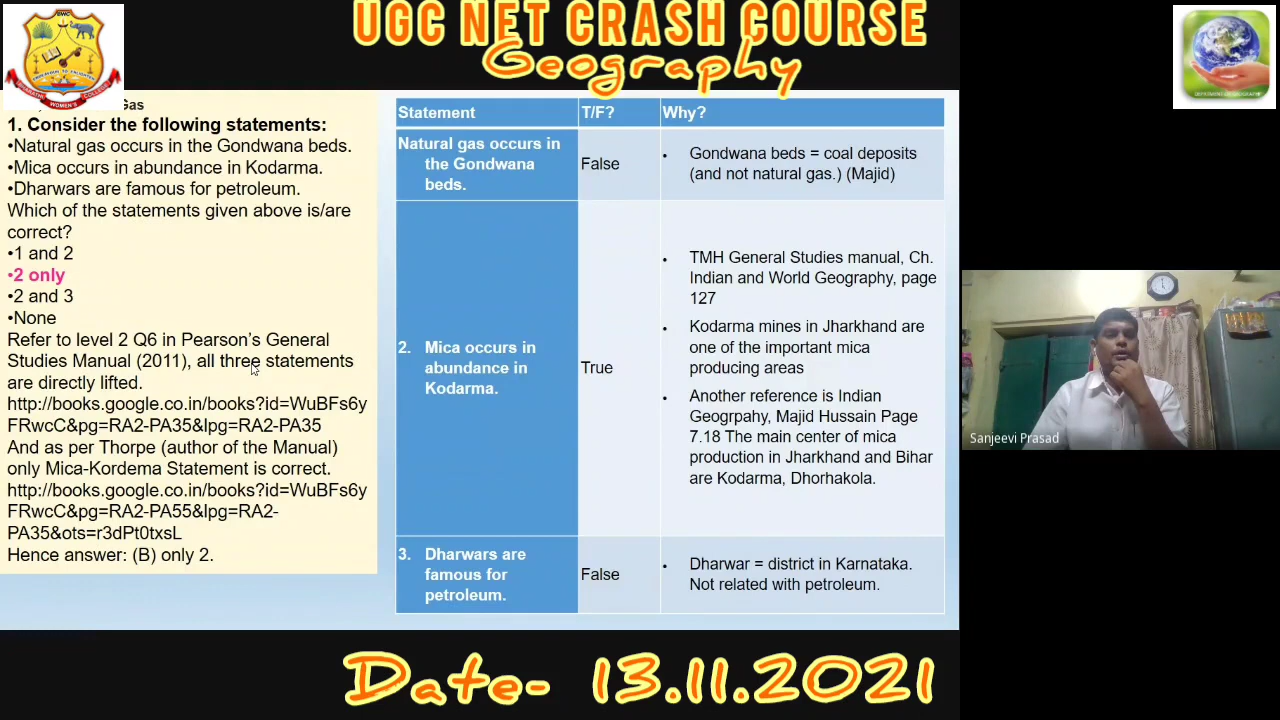 UGC NET CRASH COURSE
Geography
Gas
1. Consider the following statements:
•Natural gas occurs in the Gondwana beds.
•Mica occurs in abundance in Kodarma.
•Dharwars are famous for petroleum.
Which of the statements given above is/are
correct?
•1 and 2
•2 only
•2 and 3
•None
Refer to level 2 Q6 in Pearson’s General
Studies Manual (2011), all three statements
are directly lifted.
http://books.google.co.in/books?id=WuBFs6y
FRwcC&pg=RA2-PA35&lpg=RA2-PA35
And as per Thorpe (author of the Manual)
only Mica-Kordema Statement is correct.
http://books.google.co.in/books?id=WuBFs6y
FRwcC&pg=RA2-PA55&lpg=RA2-
PA35&ots=r3dPt0txsL
Hence answer: (B) only 2.
Statement T/F? Why?
Natural gas occurs in
the Gondwana
beds.
False
• Gondwana beds = coal deposits
(and not natural gas.) (Majid)
2. Mica occurs in
abundance in
Kodarma.
True
• TMH General Studies manual, Ch.
Indian and World Geography, page
127
• Kodarma mines in Jharkhand are
one of the important mica
producing areas
• Another reference is Indian
Geogrpahy, Majid Hussain Page
7.18 The main center of mica
production in Jharkhand and Bihar
are Kodarma, Dhorhakola.
3. Dharwars are
famous for
petroleum.
False
• Dharwar = district in Karnataka.
Not related with petroleum.
Sanjeevi Prasad
Date- 13.11.2021